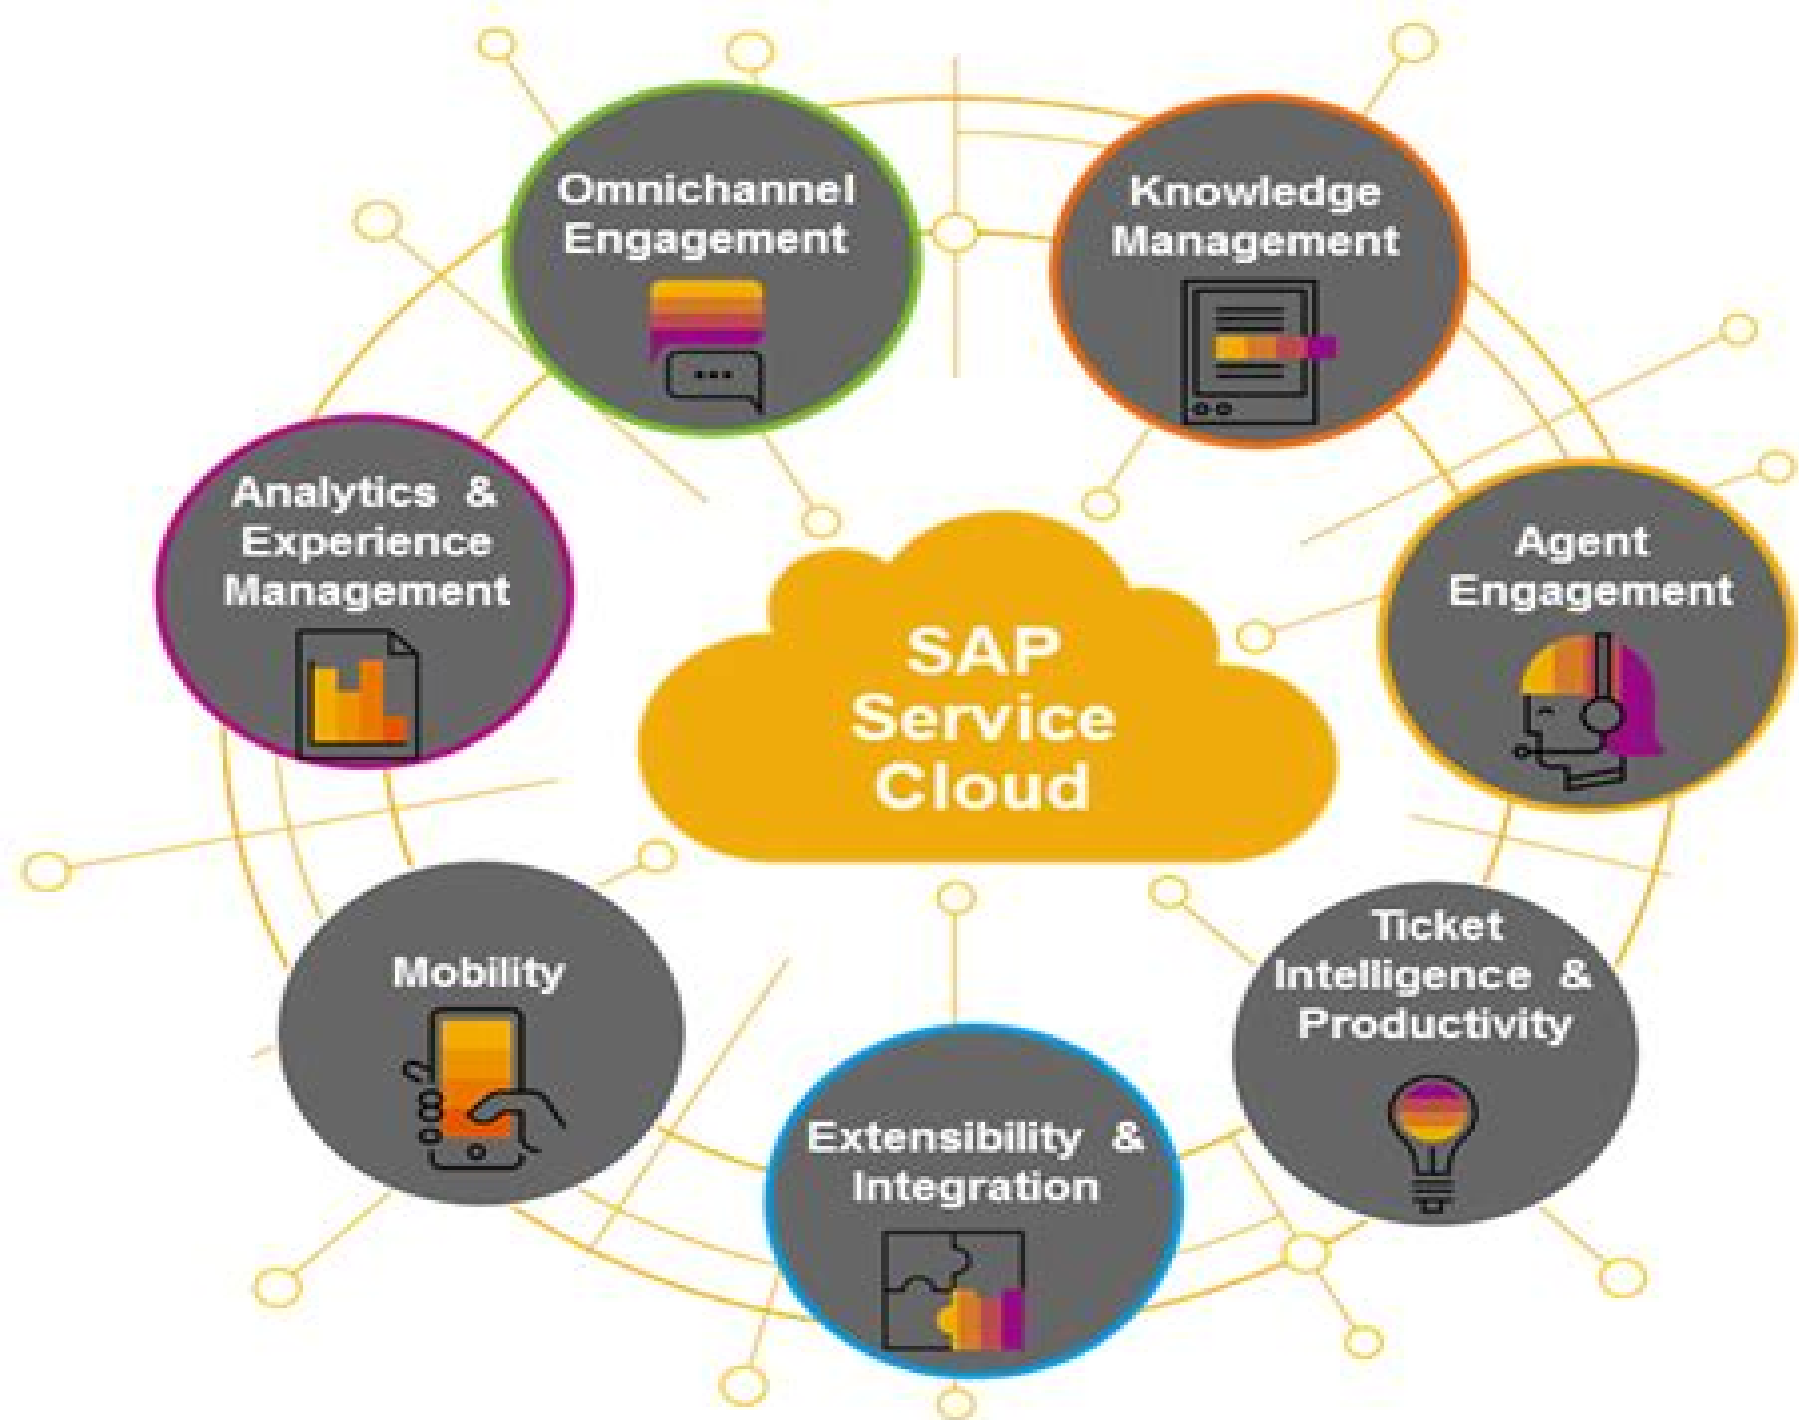 Omnichannel
Engagement
Knowledge
Management
Analytics &
Experience
Management
Agent
Engagement
SAP
Service
Cloud
Mobility
Ticket
Intelligence &
Productivity
Extensibility &
Integration